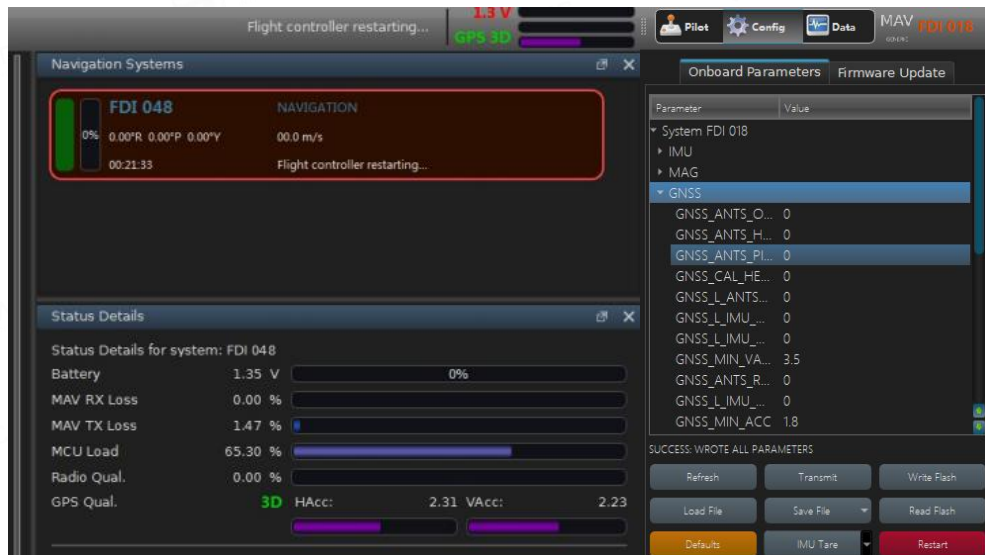 Flight controller restarting...
1.3 V
GPS 3D
Pilot
Config
Data
MAV
FDI 018
Navigation Systems
FDI 048 NAVIGATION
0% 0.00°R 0.00°P 0.00°Y 00.0 m/s
00:21:33 Flight controller restarting...
Status Details
Status Details for system: FDI 048
Battery 1.35 V 0%
MAV RX Loss 0.00 %
MAV TX Loss 1.47 %
MCU Load 65.30 %
Radio Qual. 0.00 %
GPS Qual. 3D HAcc: 2.31 VAcc: 2.23
Onboard Parameters Firmware Update
Parameter Value
System FDI 018
IMU
MAG
GNSS
GNSS_ANTS_O... 0
GNSS_ANTS_H... 0
GNSS_ANTS_PI... 0
GNSS_CAL_HE... 0
GNSS_L_ANTS... 0
GNSS_L_IMU_... 0
GNSS_L_IMU_... 0
GNSS_MIN_VA... 3.5
GNSS_ANTS_R... 0
GNSS_L_IMU_... 0
GNSS_MIN_ACC 1.8
SUCCESS: WROTE ALL PARAMETERS
Refresh Transmit Write Flash
Load File Save File Read Flash
Defaults IMU Tare Restart